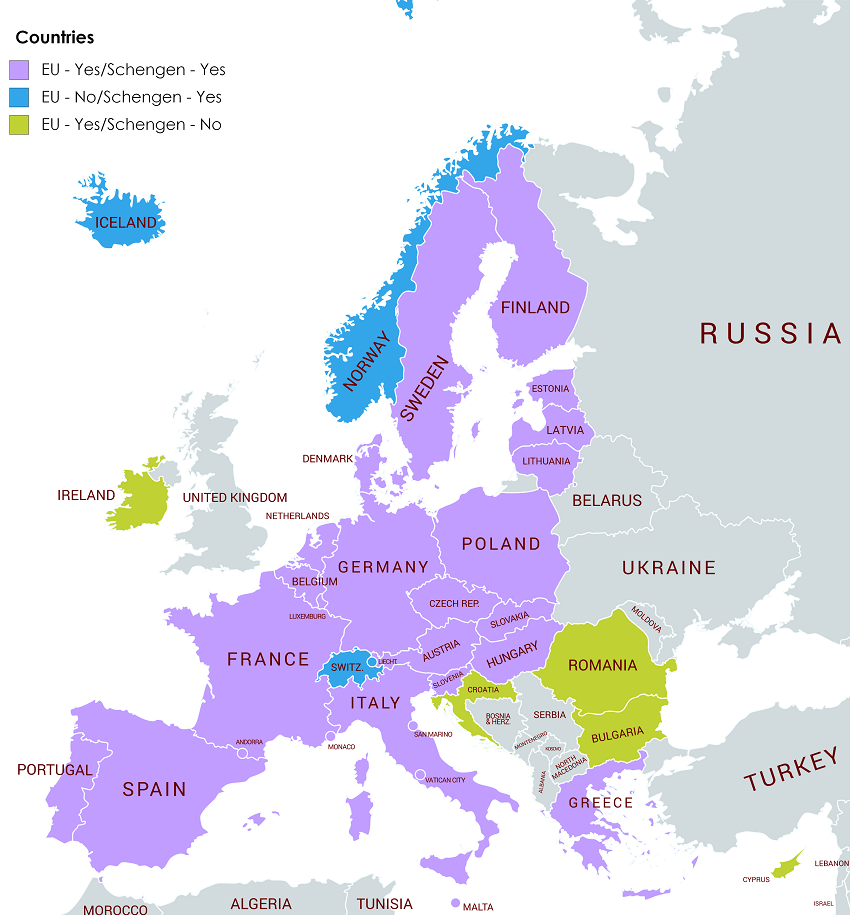 Countries
EU - Yes/Schengen - Yes
EU - No/Schengen - Yes
EU - Yes/Schengen - No
ICELAND
RUSSIA
FINLAND
NORWAY
SWEDEN
ESTONIA
LATVIA
LITHUANIA
DENMARK
IRELAND
UNITED KINGDOM
BELARUS
NETHERLANDS
POLAND
GERMANY
UKRAINE
BELGIUM
CZECH REP.
LUXEMBURG
SLOVAKIA
MOLDOVA
FRANCE
SWITZ.
LIECHT.
AUSTRIA
HUNGARY
ROMANIA
SLOVENIA
CROATIA
ITALY
BOSNIA
& HERZ.
SERBIA
SAN MARINO
MONACO
ANDORRA
MONTENEGRO
KOSOVO
BULGARIA
PORTUGAL
SPAIN
VATICAN CITY
ALBANIA
NORTH
MACEDONIA
TURKEY
GREECE
CYPRUS
LEBANON
ISRAEL
MOROCCO
ALGERIA
TUNISIA
MALTA